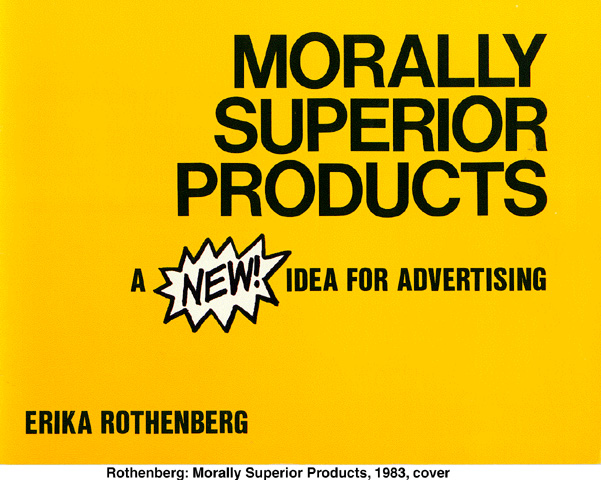 MORALLY
SUPERIOR
PRODUCTS
A NEW! IDEA FOR ADVERTISING
ERIKA ROTHENBERG
Rothenberg: Morally Superior Products, 1983, cover